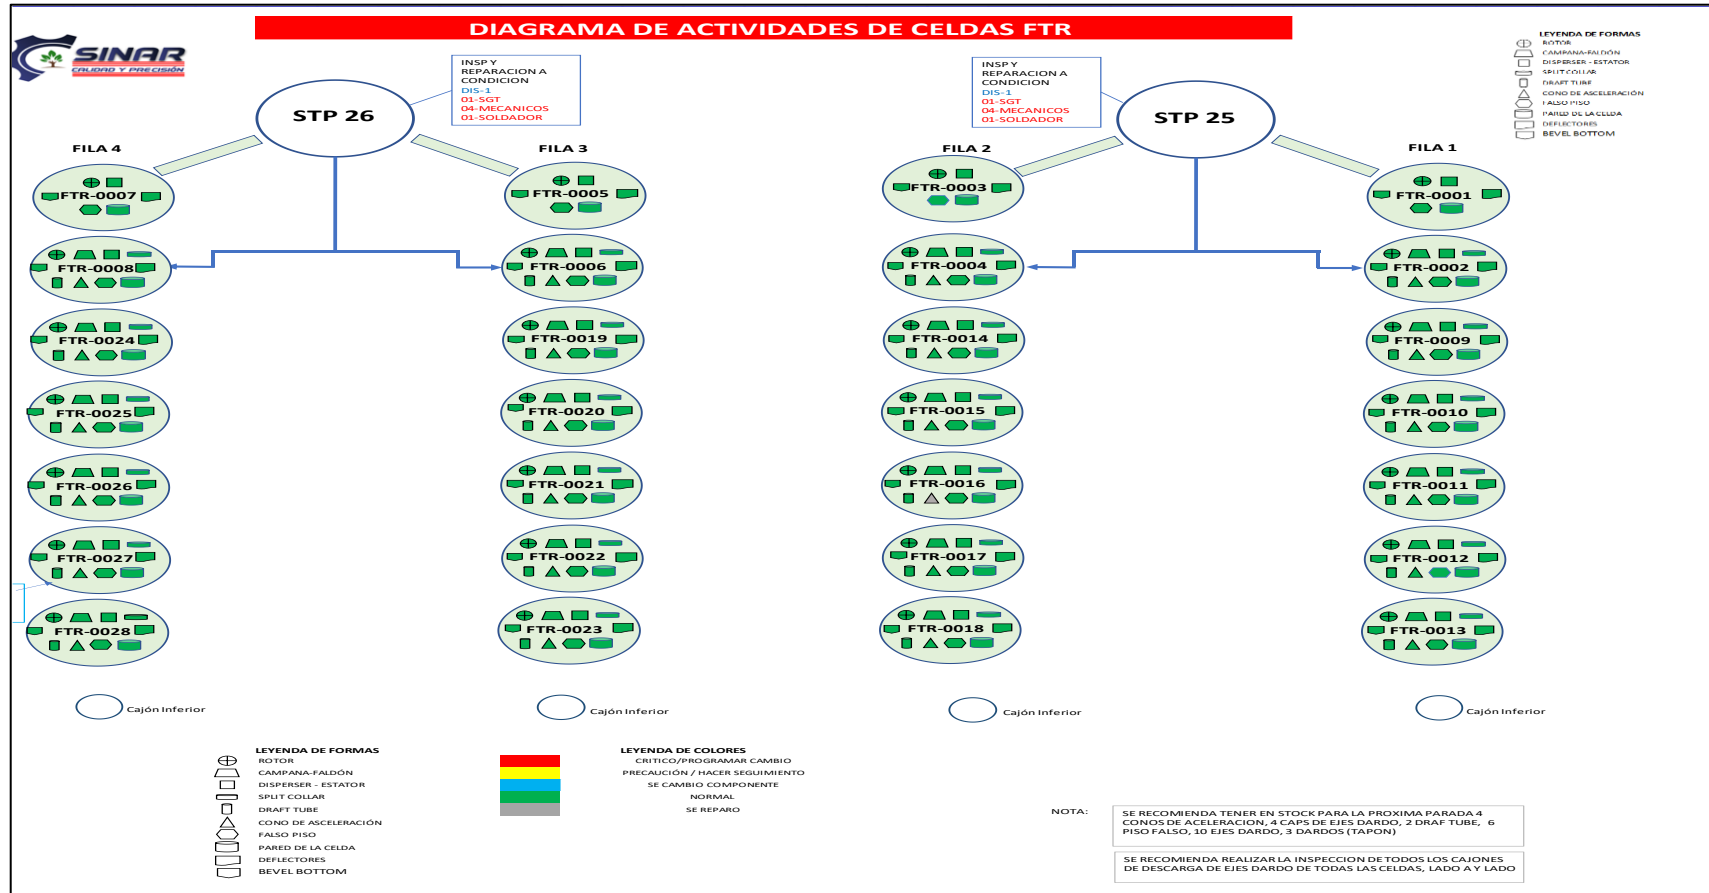 DIAGRAMA DE ACTIVIDADES DE CELDAS FTR
SINAR
CALIDAD Y PRECISIÓN
INSP Y
REPARACION A
CONDICION
DIS-1
01-SGT
04-MECANICOS
01-SOLDADOR
STP 26
INSP Y
REPARACION A
CONDICION
DIS-1
01-SGT
04-MECANICOS
01-SOLDADOR
STP 25
LEYENDA DE FORMAS
ROTOR
CAMPANA-FALDÓN
DISPERSER - ESTATOR
SPLIT COLLAR
DRAFT TUBE
CONO DE ASCELERACIÓN
FALSO PISO
PARED DE LA CELDA
DEFLECTORES
BEVEL BOTTOM
FILA 4
FTR-0007
FTR-0008
FTR-0024
FTR-0025
FTR-0026
FTR-0027
FTR-0028
Cajón Inferior
FILA 3
FTR-0005
FTR-0006
FTR-0019
FTR-0020
FTR-0021
FTR-0022
FTR-0023
Cajón Inferior
FILA 2
FTR-0003
FTR-0004
FTR-0014
FTR-0015
FTR-0016
FTR-0017
FTR-0018
Cajón Inferior
FILA 1
FTR-0001
FTR-0002
FTR-0009
FTR-0010
FTR-0011
FTR-0012
FTR-0013
Cajón Inferior
LEYENDA DE FORMAS
ROTOR
CAMPANA-FALDÓN
DISPERSER - ESTATOR
SPLIT COLLAR
DRAFT TUBE
CONO DE ASCELERACIÓN
FALSO PISO
PARED DE LA CELDA
DEFLECTORES
BEVEL BOTTOM
LEYENDA DE COLORES
CRITICO/PROGRAMAR CAMBIO
PRECAUCIÓN / HACER SEGUIMIENTO
SE CAMBIO COMPONENTE
NORMAL
SE REPARO
NOTA:
SE RECOMIENDA TENER EN STOCK PARA LA PROXIMA PARADA 4
CONOS DE ACELERACION, 4 CAPS DE EJES DARDO, 2 DRAF TUBE, 6
PISO FALSO, 10 EJES DARDO, 3 DARDOS (TAPON)
SE RECOMIENDA REALIZAR LA INSPECCION DE TODOS LOS CAJONES
DE DESCARGA DE EJES DARDO DE TODAS LAS CELDAS, LADO A Y LADO